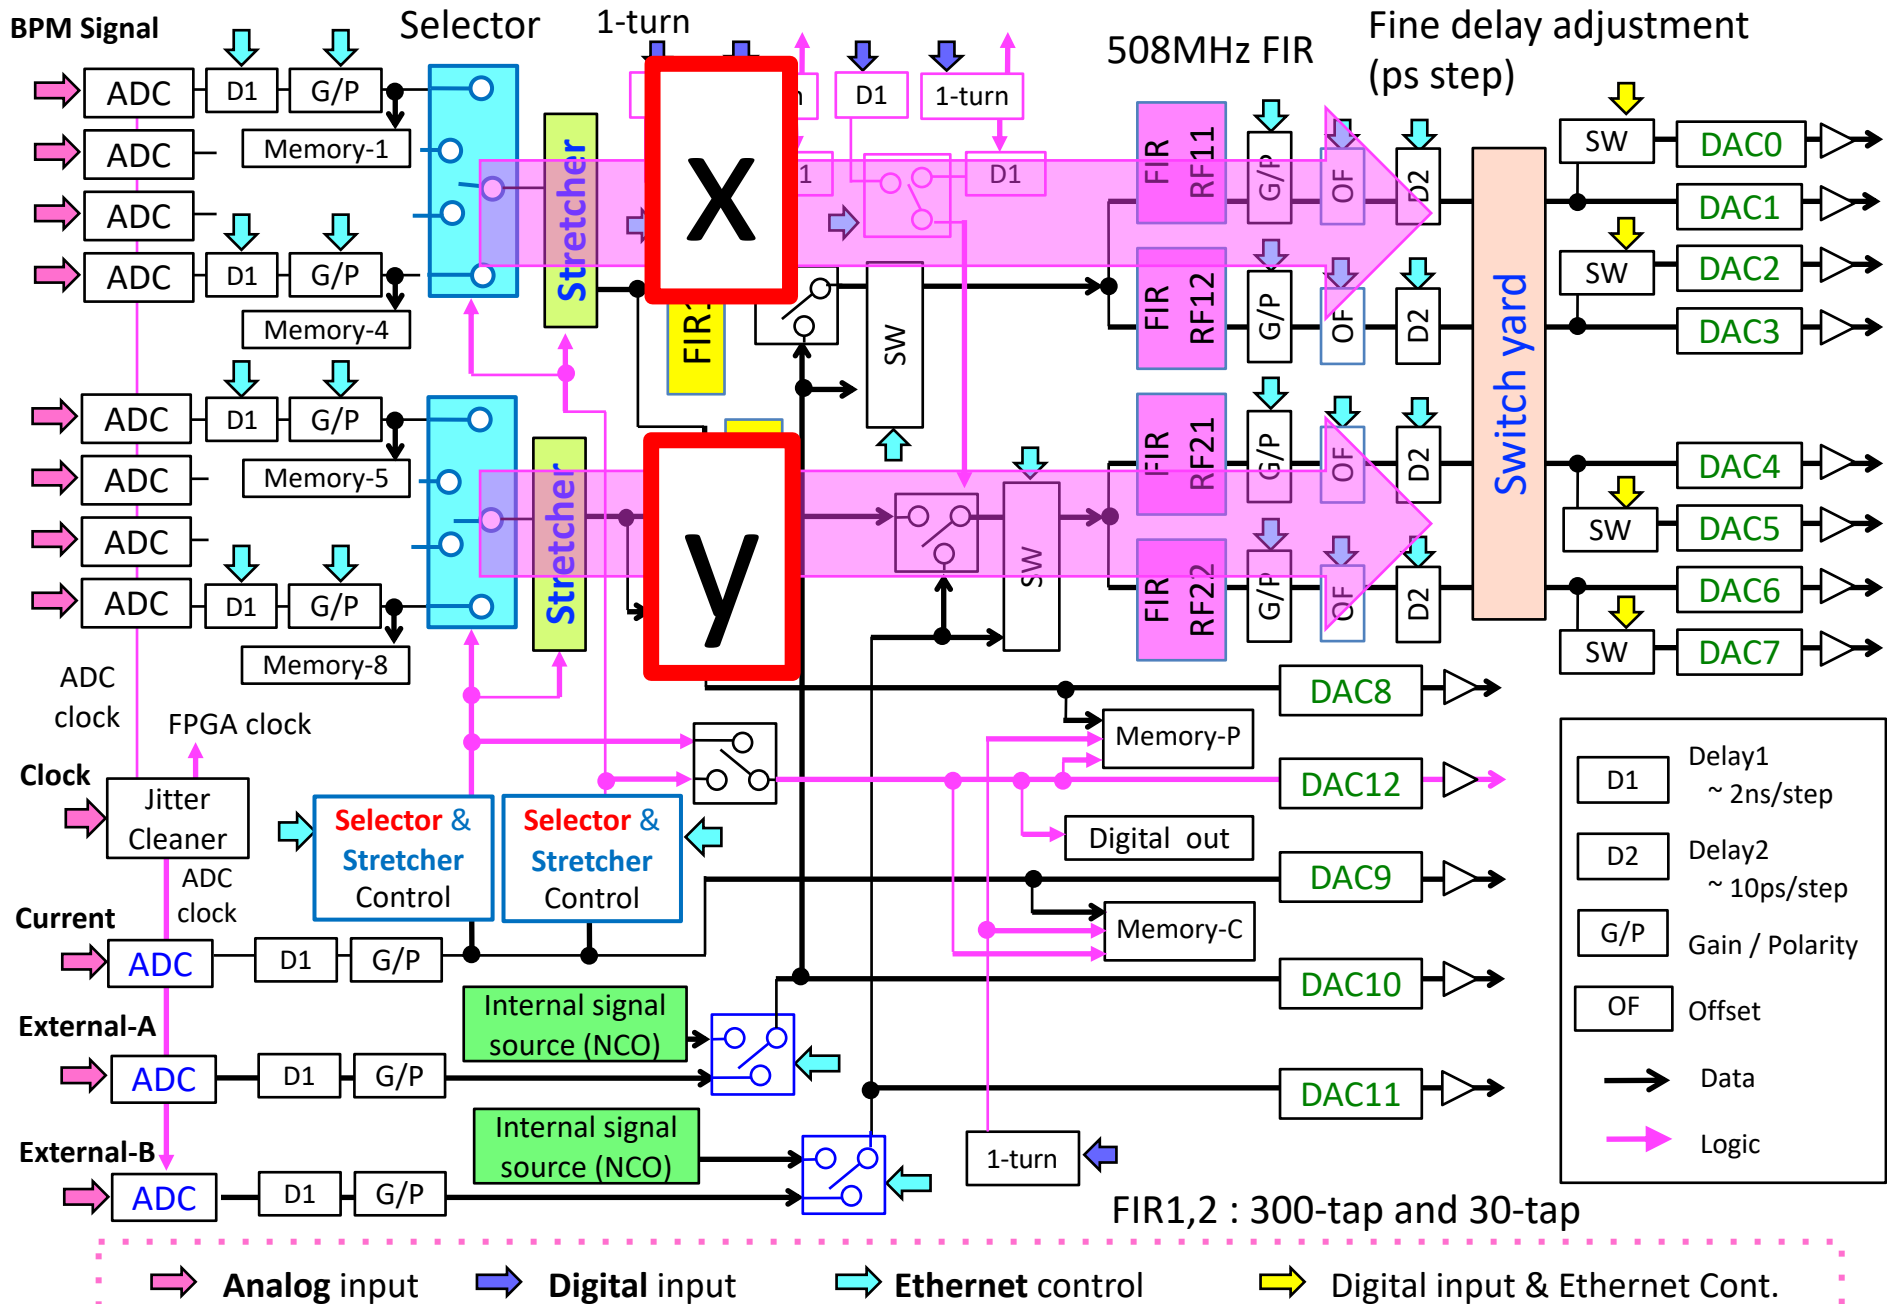 BPM Signal
Selector
1-turn
508MHz FIR
Fine delay adjustment
(ps step)
ADC
D1
G/P
Memory-1
ADC
ADC
ADC
D1
G/P
Memory-4
ADC
D1
G/P
Memory-5
ADC
ADC
ADC
D1
G/P
Memory-8
Stretcher
Stretcher
x
y
D1
1-turn
D1
FIR
SW
SW
FIR
RF11
FIR
RF12
FIR
RF21
FIR
RF22
G/P
OF
D2
G/P
OF
D2
G/P
OF
D2
G/P
OF
D2
Switch yard
SW
DAC0
DAC1
SW
DAC2
DAC3
DAC4
SW
DAC5
DAC6
SW
DAC7
DAC8
Memory-P
DAC12
Digital out
DAC9
Memory-C
DAC10
DAC11
1-turn
ADC
clock
FPGA clock
Clock
Jitter
Cleaner
ADC
clock
Selector &
Stretcher
Control
Selector &
Stretcher
Control
Current
ADC
D1
G/P
External-A
ADC
D1
G/P
Internal signal
source (NCO)
External-B
ADC
D1
G/P
Internal signal
source (NCO)
D1
Delay1
~ 2ns/step
D2
Delay2
~ 10ps/step
G/P
Gain / Polarity
OF
Offset
Data
Logic
FIR1,2 : 300-tap and 30-tap
Analog input
Digital input
Ethernet control
Digital input & Ethernet Cont.